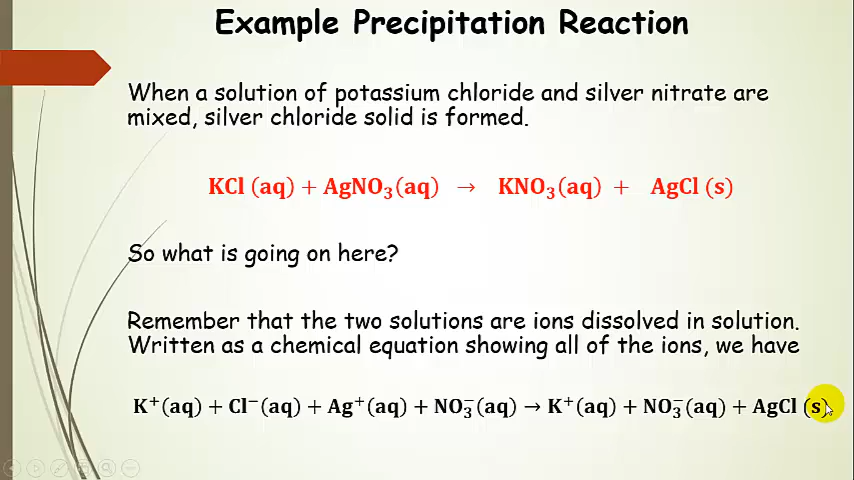 Example Precipitation Reaction
When a solution of potassium chloride and silver nitrate are
mixed, silver chloride solid is formed.
KCl (aq) + AgNO₃(aq) → KNO₃(aq) + AgCl (s)
So what is going on here?
Remember that the two solutions are ions dissolved in solution.
Written as a chemical equation showing all of the ions, we have
K⁺(aq) + Cl⁻(aq) + Ag⁺(aq) + NO₃⁻(aq) → K⁺(aq) + NO₃⁻(aq) + AgCl (s)